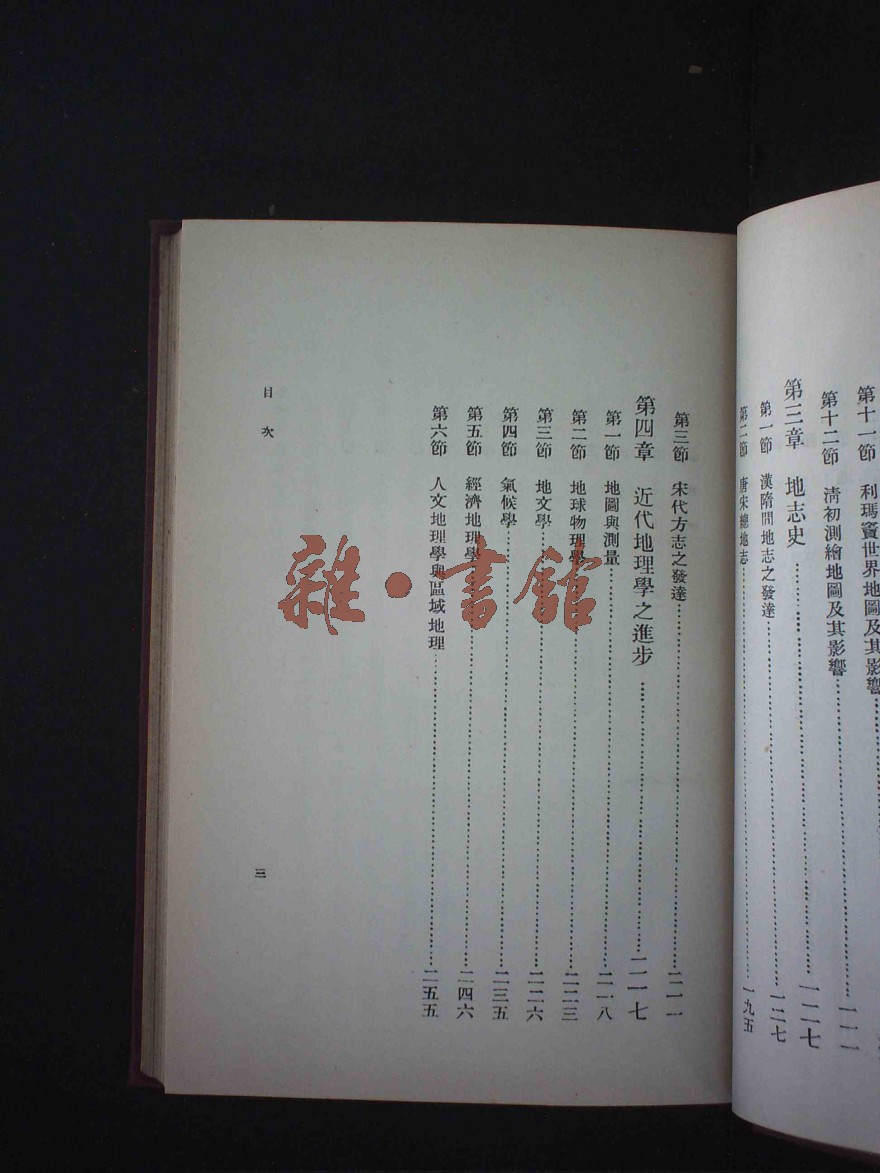 第十一節　利瑪竇世界地圖及其影響
第十二節　清初測繪地圖及其影響……一一一
第三章　地志史……一二七
第一節　漢隋間地志之發達……一二七
第二節　唐宋總地志……一九五
第三節　宋代方志之發達……二一一
第四章　近代地理學之進步……二一七
第一節　地圖與測量……二一八
第二節　地球物理學……二二三
第三節　地文學……二二六
第四節　氣候學……二三五
第五節　經濟地理學……二四六
第六節　人文地理學與區域地理……二五五
目次
三
雜·書館